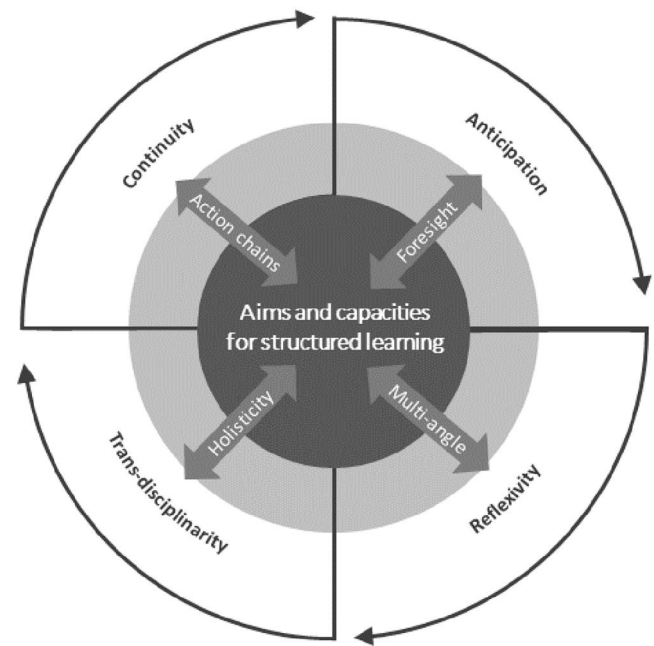 Continuity
Anticipation
Action chains
Foresight
Aims and capacities
for structured learning
Holisticity
Multi-angle
Trans-disciplinarity
Reflexivity